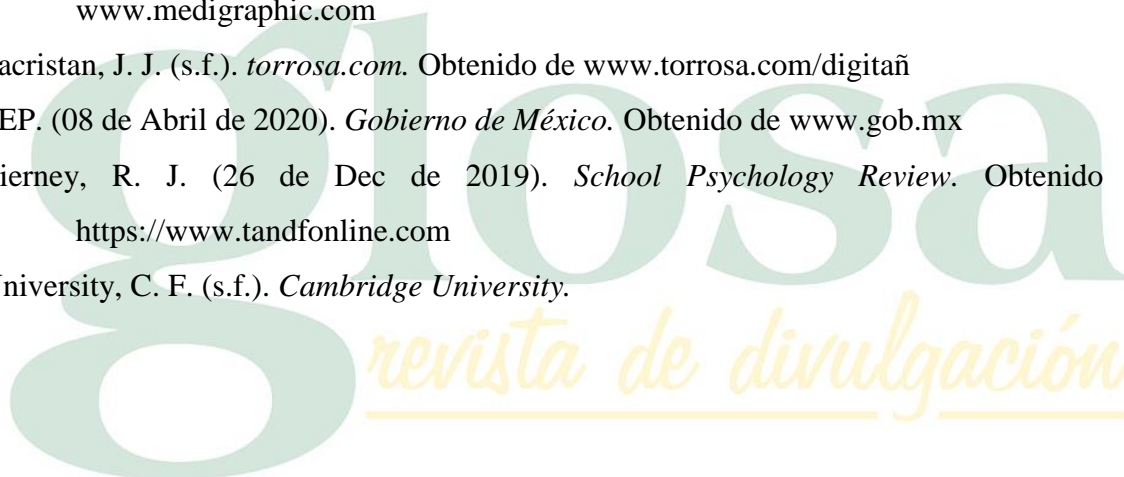 www.medigraphic.com
acristan, J. J. (s.f.). torrosa.com. Obtenido de www.torrosa.com/digitañ
EP. (08 de Abril de 2020). Gobierno de México. Obtenido de www.gob.mx
ierney, R. J. (26 de Dec de 2019). School Psychology Review. Obtenido
https://www.tandfonline.com
University, C. F. (s.f.). Cambridge University.
glosa
revista de divulgación